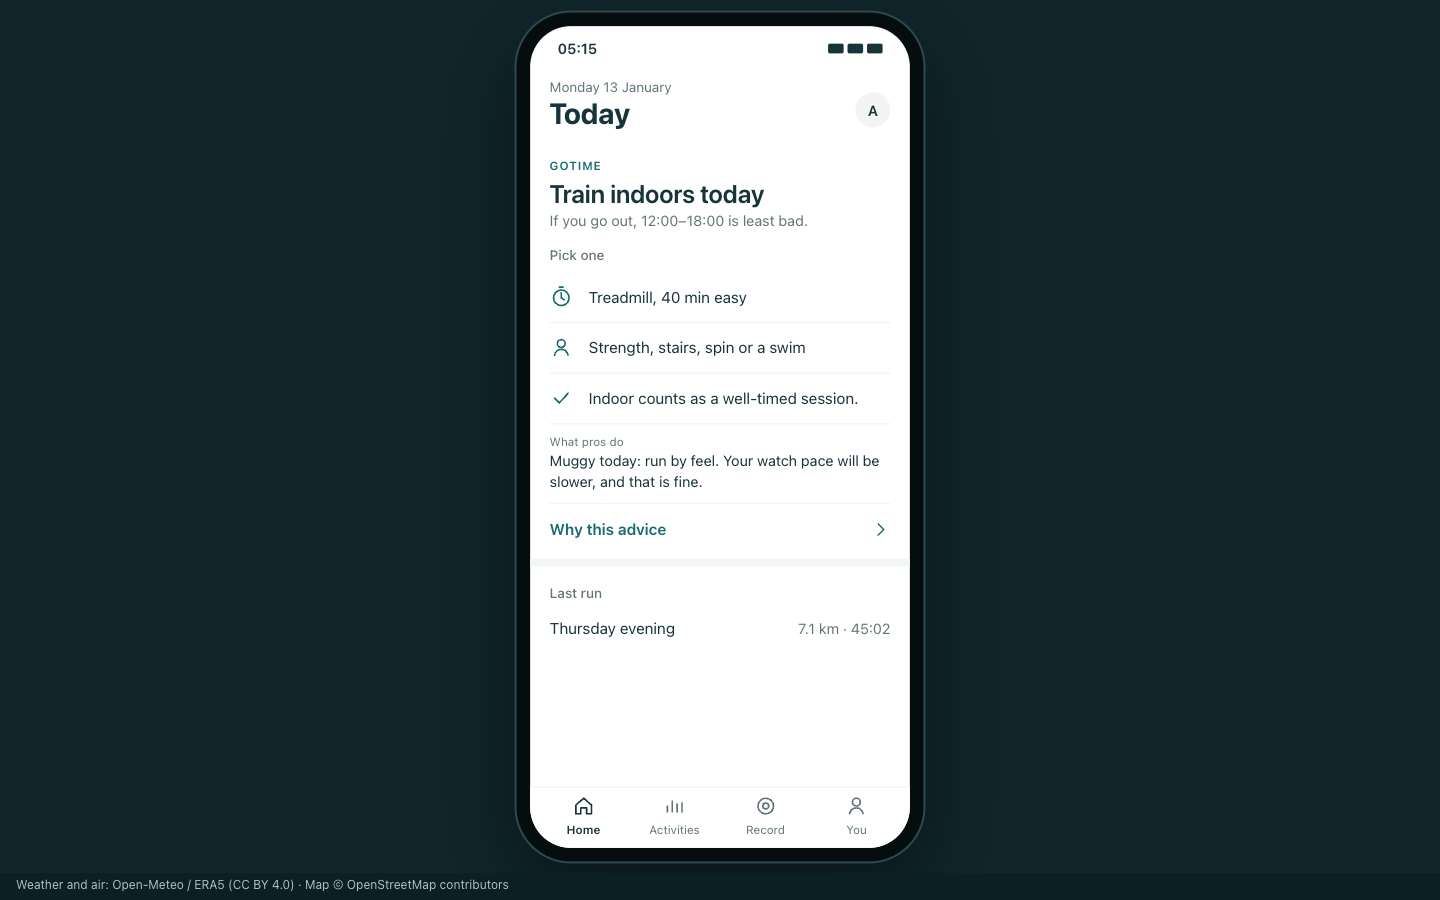 05:15
Monday 13 January
Today
A
GOTIME
Train indoors today
If you go out, 12:00–18:00 is least bad.
Pick one
Treadmill, 40 min easy
Strength, stairs, spin or a swim
Indoor counts as a well-timed session.
What pros do
Muggy today: run by feel. Your watch pace will be
slower, and that is fine.
Why this advice
Last run
Thursday evening
7.1 km · 45:02
Home
Activities
Record
You
Weather and air: Open-Meteo / ERA5 (CC BY 4.0) · Map © OpenStreetMap contributors